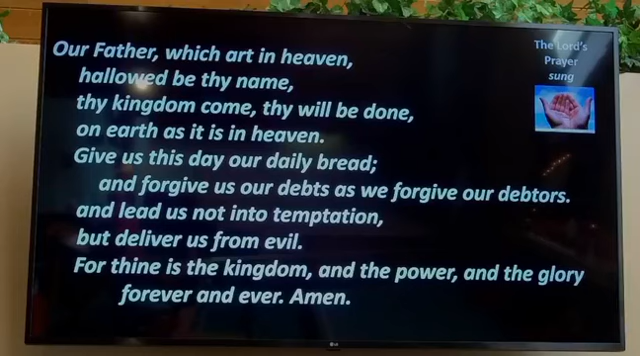 Our Father, which art in heaven,
hallowed be thy name,
thy kingdom come, thy will be done,
on earth as it is in heaven.
Give us this day our daily bread;
and forgive us our debts as we forgive our debtors.
and lead us not into temptation,
but deliver us from evil.
For thine is the kingdom, and the power, and the glory
forever and ever. Amen.
The Lord's
Prayer
sung
LG